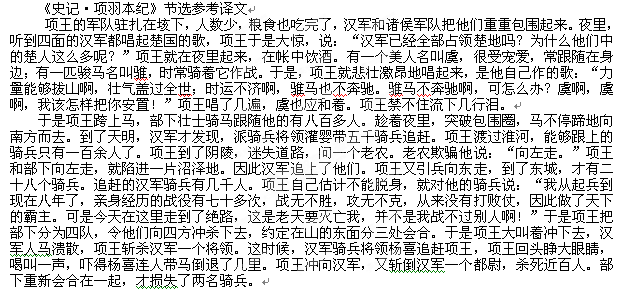 《史记·项羽本纪》节选参考译文
项王的军队驻扎在垓下，人数少，粮食也吃完了，汉军和诸侯军队把他们重重包围起来。夜里，
听到四面的汉军都唱起楚国的歌，项王于是大惊，说：“汉军已经全部占领楚地吗？为什么他们中
的楚人这么多呢？”项王就在夜里起来，在帐中饮酒。有一个美人名叫虞，很受宠爱，常跟随在身
边；有一匹骏马名叫骓，时常骑着它作战。于是，项王就悲壮激昂地唱起来，是他自己作的歌：“力
量能够拔山啊，壮气盖过全世，时运不济啊，骓马也不奔驰。骓马不奔驰啊，可怎么办？虞啊，虞
啊，我该怎样把你安置！”项王唱了几遍，虞也应和着。项王禁不住流下几行泪。
于是项王跨上马，部下壮士骑马跟随他的有八百多人。趁着夜里，突破包围圈，马不停蹄地向
南方而去。到了天明，汉军才发现，派骑兵将领灌婴带五千骑兵追赶。项王渡过淮河，能够跟上的
骑兵只有一百余人了。项王到了阴陵，迷失道路，问一个老农。老农欺骗他说：“向左走。”项王
和部下向左走，就陷进一片沼泽地。因此汉军追上了他们。项王又引兵向东走，到了东城，才有二
十八个骑兵。追赶的汉军骑兵有几千人。项王自己估计不能脱身，就对他的骑兵说：“我从起兵到
现在八年了，亲身经历的战役有七十多次，战无不胜，攻无不克，从来没有打败仗，因此做了天下
的霸主。可是今天在这里走到了绝路，这是老天要灭亡我，并不是我战不过别人啊！”于是项王把
部下分为四队，令他们向四方冲杀下去，约定在山的东面分三处会合。于是项王大叫着冲下去，汉
军人马溃散，项王斩杀汉军一个将领。这时候，汉军骑兵将领杨喜追赶项王，项王回头睁大眼睛，
喝叫一声，吓得杨喜连人带马倒退了几里。项王冲向汉军，又斩倒汉军一个都尉，杀死近百人。部
下重新会合在一起，才损失了两名骑兵。